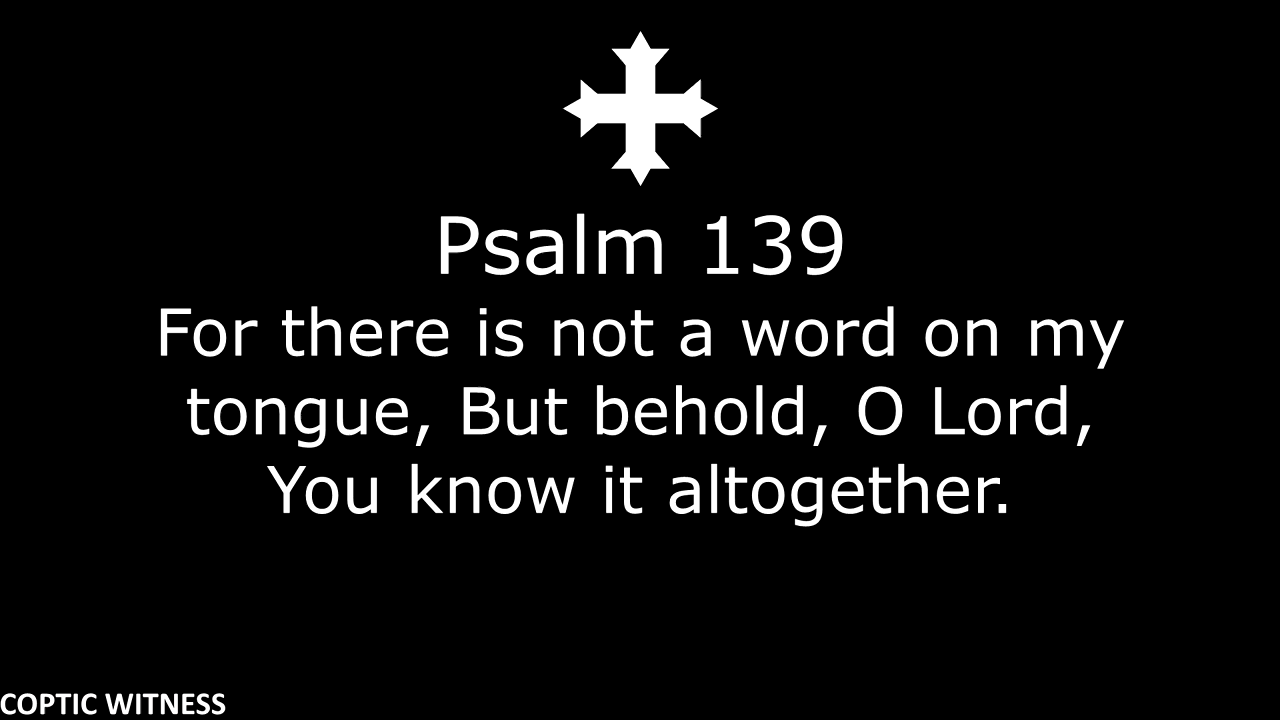 Psalm 139
For there is not a word on my
tongue, But behold, O Lord,
You know it altogether.
COPTIC WITNESS